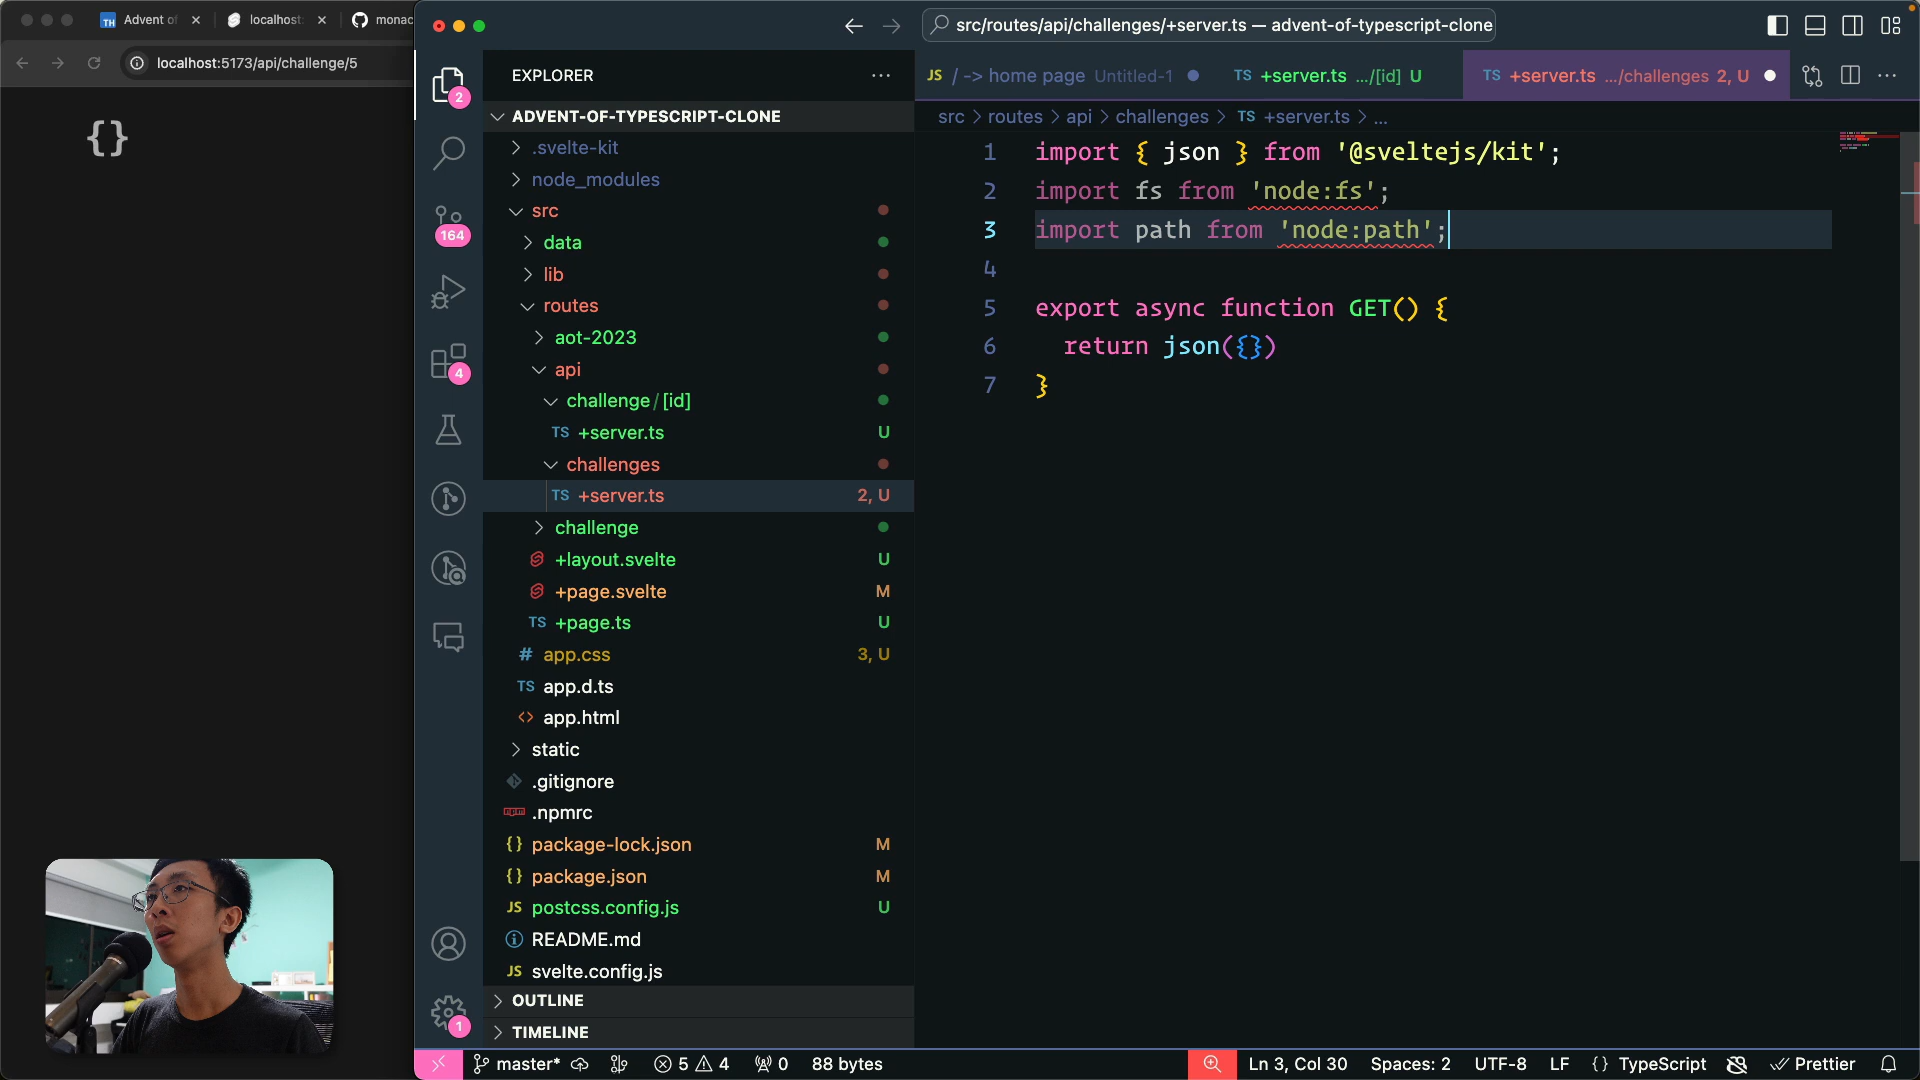 TH Advent of
localhost:
monac
localhost:5173/api/challenge/5
{}
src/routes/api/challenges/+server.ts — advent-of-typescript-clone
EXPLORER
JS / -> home page Untitled-1
TS +server.ts .../[id] U
TS +server.ts .../challenges 2, U
ADVENT-OF-TYPESCRIPT-CLONE
src > routes > api > challenges > TS +server.ts > ...
.svelte-kit
node_modules
src
data
lib
routes
aot-2023
api
challenge/[id]
TS +server.ts U
challenges
TS +server.ts 2, U
challenge
+layout.svelte U
+page.svelte M
TS +page.ts U
# app.css 3, U
TS app.d.ts
<> app.html
static
.gitignore
.npmrc
{} package-lock.json M
{} package.json M
JS postcss.config.js U
README.md
JS svelte.config.js
OUTLINE
TIMELINE
2
164
4
1
1 import { json } from '@sveltejs/kit';
2 import fs from 'node:fs';
3 import path from 'node:path';
4
5 export async function GET() {
6 return json({})
7 }
master* 5 4 0 88 bytes Ln 3, Col 30 Spaces: 2 UTF-8 LF {} TypeScript Prettier